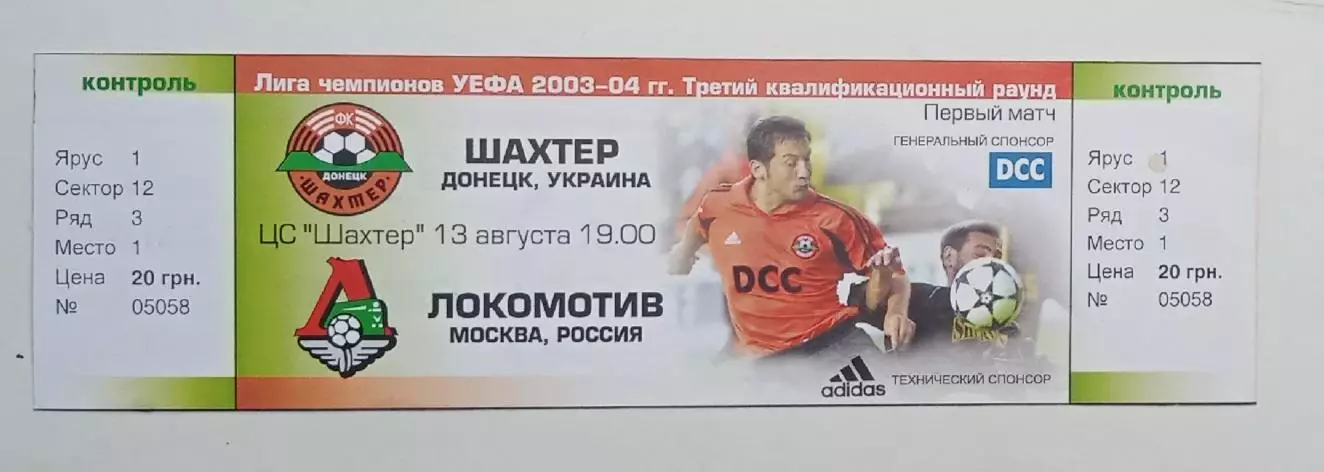 контроль
Ярус 1
Сектор 12
Ряд 3
Место 1
Цена 20 грн.
№ 05058
Лига чемпионов УЕФА 2003-04 гг. Третий квалификационный раунд
Первый матч
ГЕНЕРАЛЬНЫЙ СПОНСОР
DCC
ФК
ДОНЕЦК
ШАХТЕР
ШАХТЕР
ДОНЕЦК, УКРАИНА
ЦС "Шахтер" 13 августа 19.00
ЛОКОМОТИВ
МОСКВА, РОССИЯ
DCC
adidas
ТЕХНИЧЕСКИЙ СПОНСОР
контроль
Ярус 1
Сектор 12
Ряд 3
Место 1
Цена 20 грн.
№ 05058